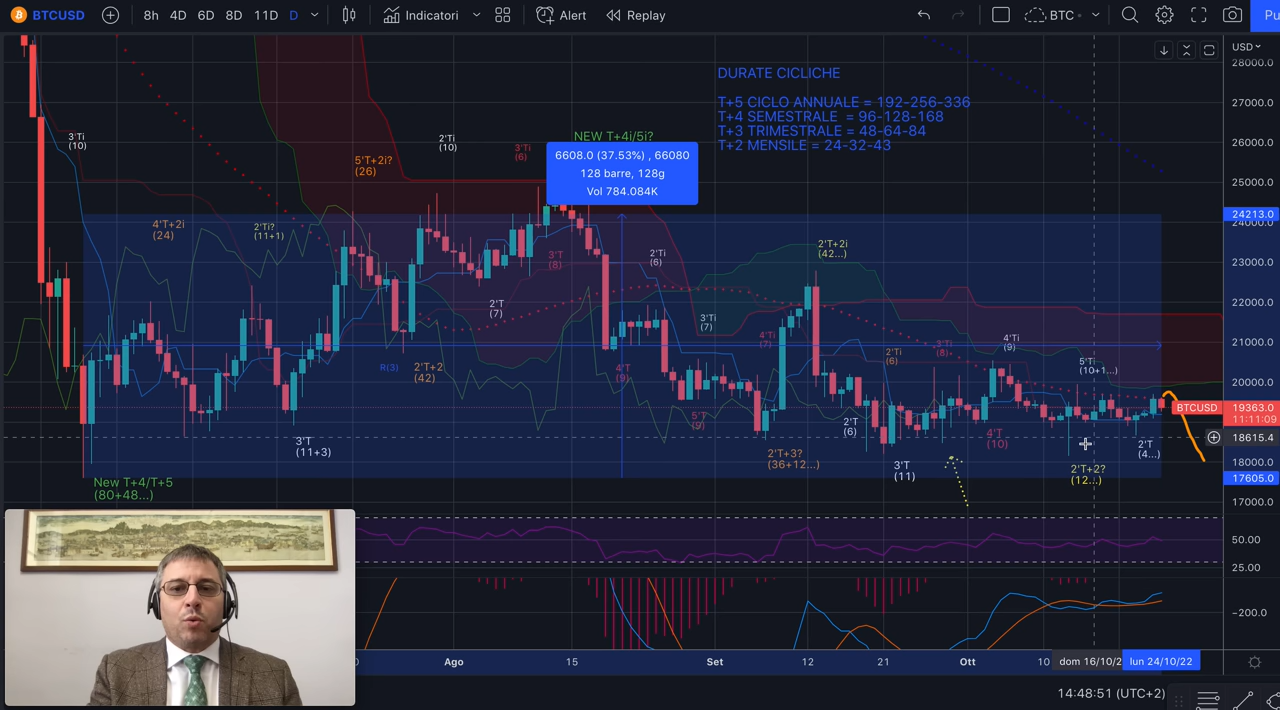 BTCUSD
8h 4D 6D 8D 11D D
Indicatori
Alert
Replay
BTC
Pu
USD
28000.0
27000.0
26000.0
25000.0
24213.0
24000.0
23000.0
22000.0
21000.0
20000.0
BTCUSD 19363.0
11:11:09
18615.4
18000.0
17605.0
17000.0
50.00
25.00
−200.0
DURATE CICLICHE
T+5 CICLO ANNUALE = 192-256-336
T+4 SEMESTRALE = 96-128-168
T+3 TRIMESTRALE = 48-64-84
T+2 MENSILE = 24-32-43
NEW T+4i/5i?
6608.0 (37.53%) , 66080
128 barre, 128g
Vol 784.084K
3'Ti
(10)
5'T+2i?
(26)
2'Ti
(10)
3'Ti
(6)
4'T+2i
(24)
2'Ti?
(11+1)
3'T
(8)
2'Ti
(6)
2'T+2i
(42...)
2'T
(7)
3'Ti
(7)
4'Ti
(7)
2'Ti
(6)
3'Ti
(8)
4'Ti
(9)
5'Ti
(10+1...)
R(3)
2'T+2
(42)
4'T
(9)
5'T
(9)
2'T
(6)
4'T
(10)
2'T
(4...)
3'T
(11+3)
2'T+3?
(36+12...)
3'T
(11)
2'T+2?
(12...)
New T+4/T+5
(80+48...)
Ago
15
Set
12
21
Ott
10
dom 16/10/2
lun 24/10/22
14:48:51 (UTC+2)